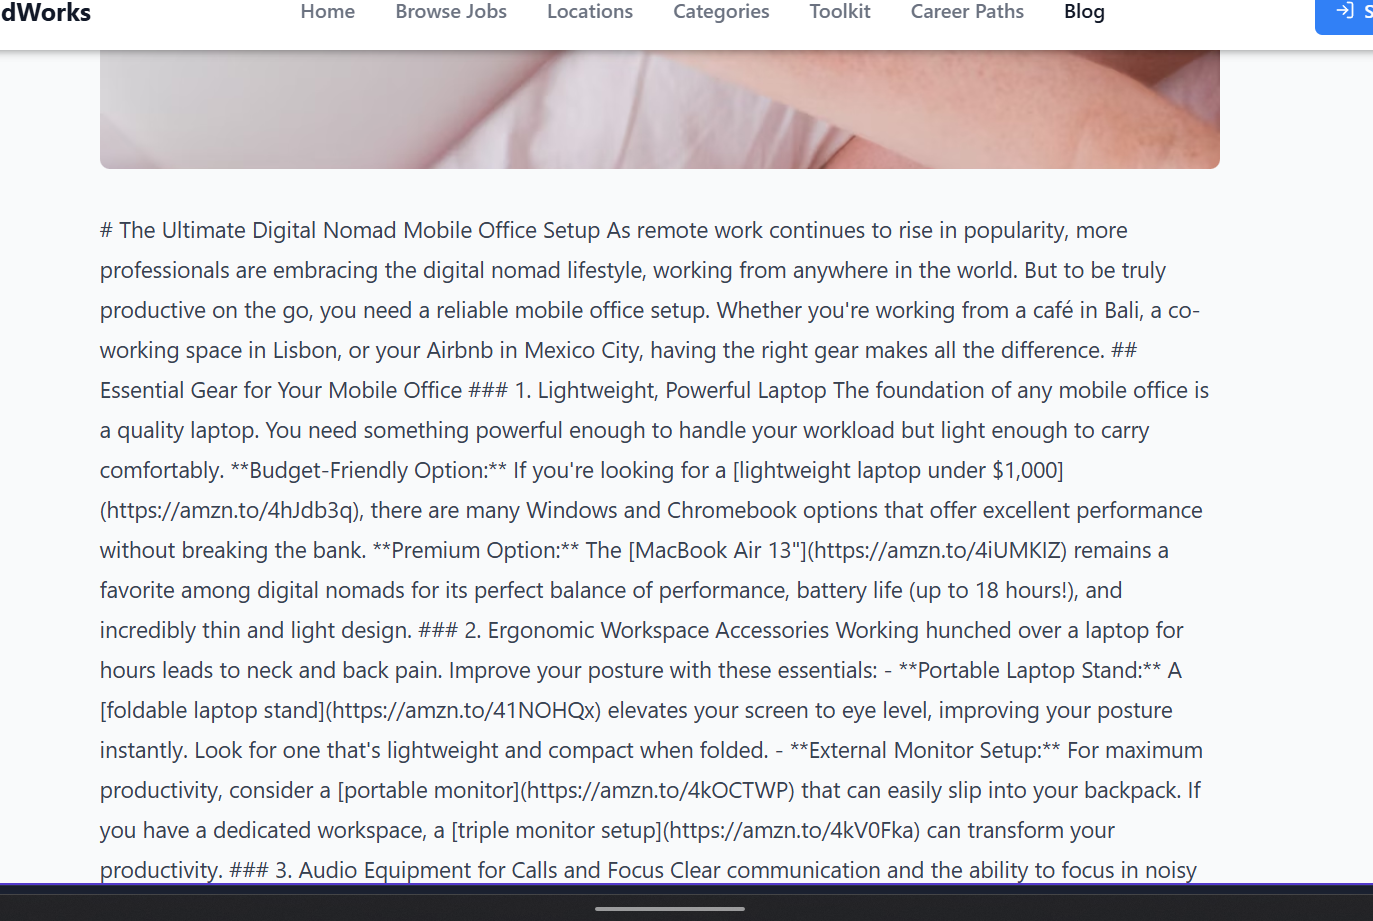 dWorks
Home
Browse Jobs
Locations
Categories
Toolkit
Career Paths
Blog
# The Ultimate Digital Nomad Mobile Office Setup As remote work continues to rise in popularity, more
professionals are embracing the digital nomad lifestyle, working from anywhere in the world. But to be truly
productive on the go, you need a reliable mobile office setup. Whether you're working from a café in Bali, a co-
working space in Lisbon, or your Airbnb in Mexico City, having the right gear makes all the difference. ##
Essential Gear for Your Mobile Office ### 1. Lightweight, Powerful Laptop The foundation of any mobile office is
a quality laptop. You need something powerful enough to handle your workload but light enough to carry
comfortably. **Budget-Friendly Option:** If you're looking for a [lightweight laptop under $1,000]
(https://amzn.to/4hJdb3q), there are many Windows and Chromebook options that offer excellent performance
without breaking the bank. **Premium Option:** The [MacBook Air 13"](https://amzn.to/4iUMKIZ) remains a
favorite among digital nomads for its perfect balance of performance, battery life (up to 18 hours!), and
incredibly thin and light design. ### 2. Ergonomic Workspace Accessories Working hunched over a laptop for
hours leads to neck and back pain. Improve your posture with these essentials: - **Portable Laptop Stand:** A
[foldable laptop stand](https://amzn.to/41NOHQx) elevates your screen to eye level, improving your posture
instantly. Look for one that's lightweight and compact when folded. - **External Monitor Setup:** For maximum
productivity, consider a [portable monitor](https://amzn.to/4kOCTWP) that can easily slip into your backpack. If
you have a dedicated workspace, a [triple monitor setup](https://amzn.to/4kV0Fka) can transform your
productivity. ### 3. Audio Equipment for Calls and Focus Clear communication and the ability to focus in noisy